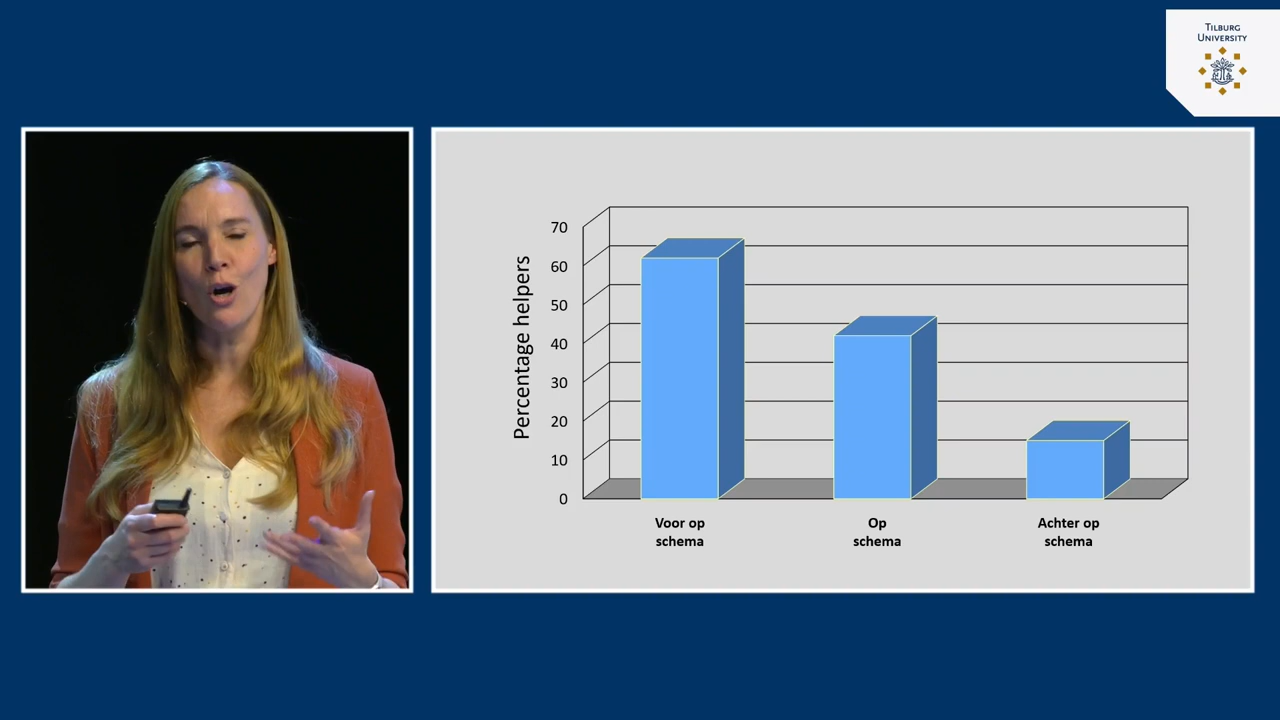 TILBURG
UNIVERSITY
Percentage helpers
70
60
50
40
30
20
10
0
Voor op
schema
Op
schema
Achter op
schema